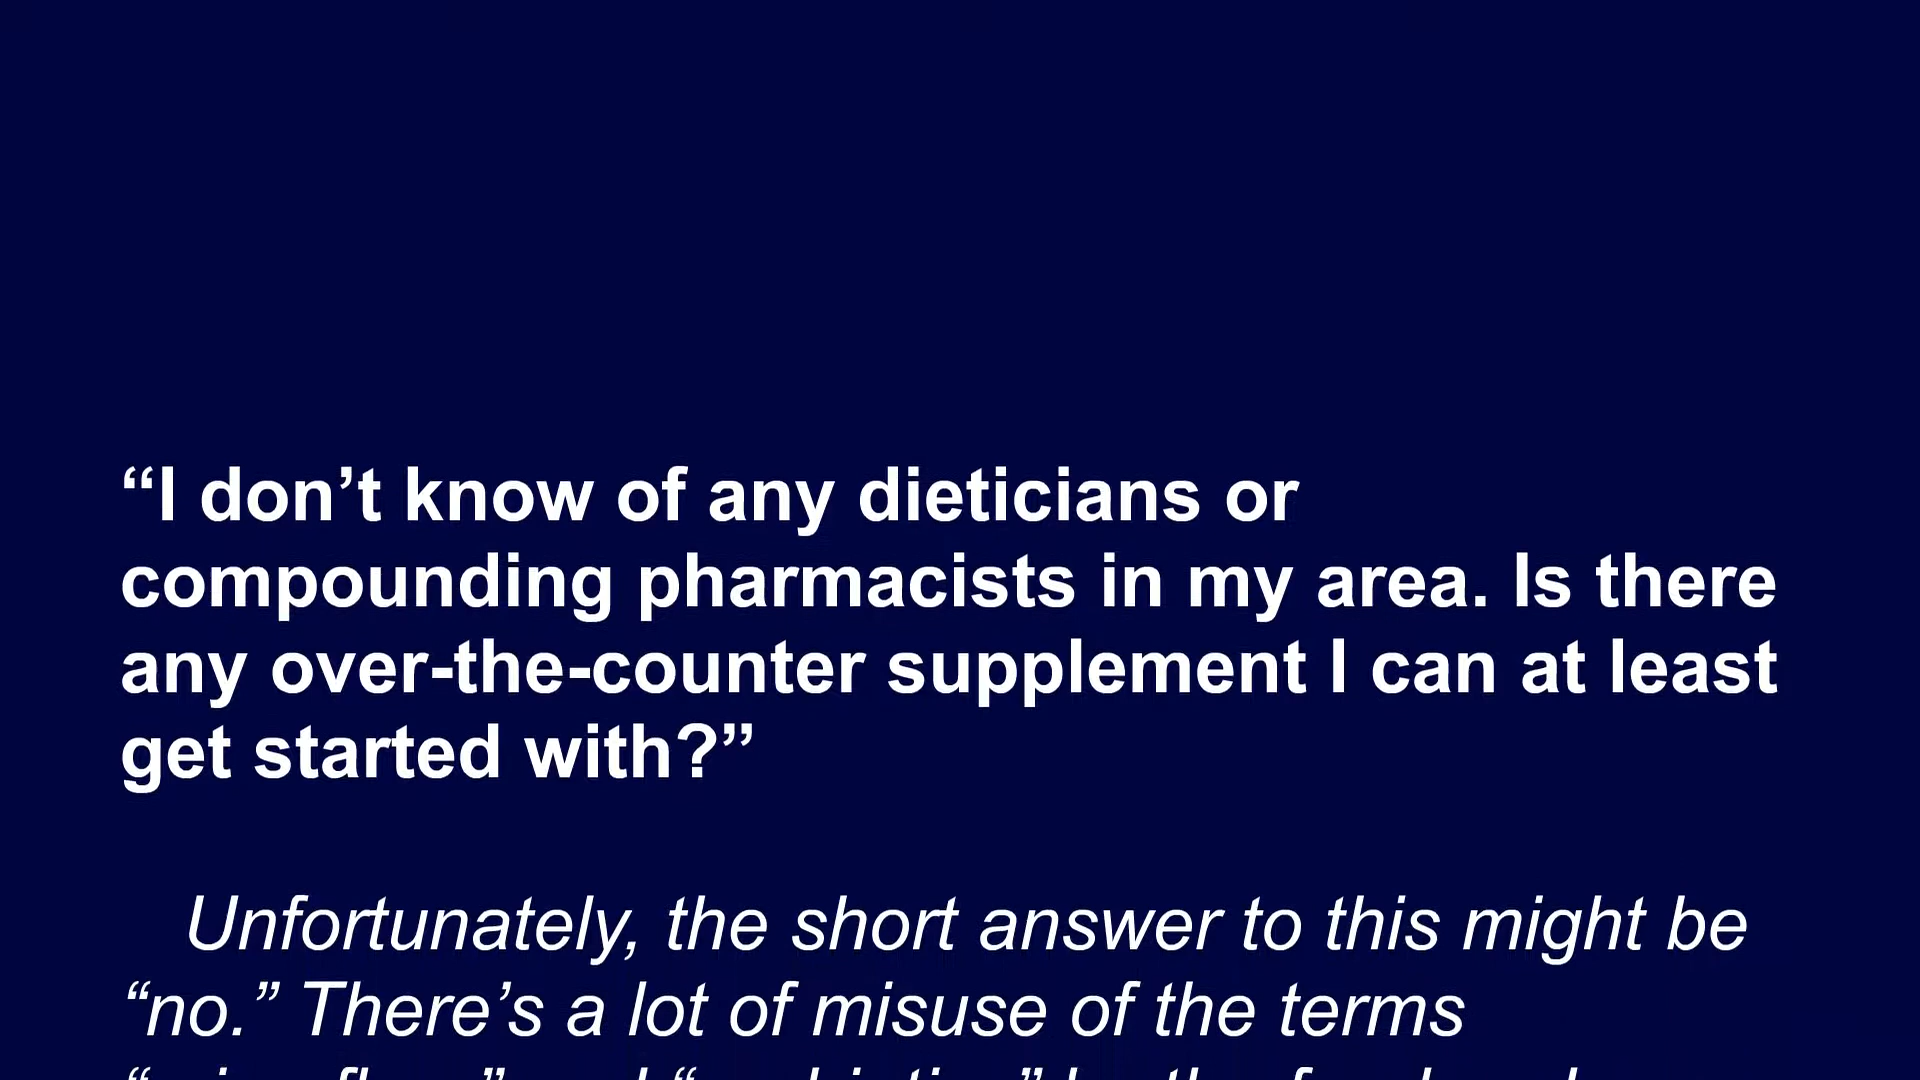 “I don’t know of any dieticians or
compounding pharmacists in my area. Is there
any over-the-counter supplement I can at least
get started with?”
Unfortunately, the short answer to this might be
“no.” There’s a lot of misuse of the terms